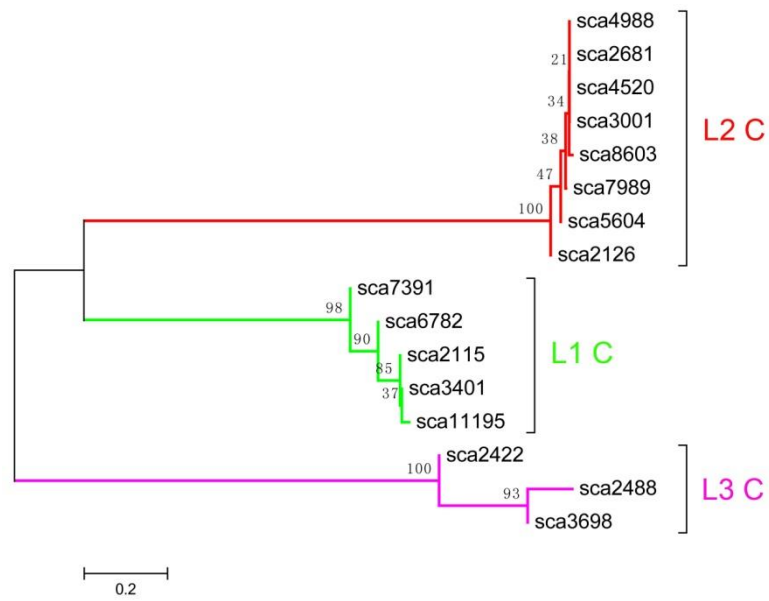 sca4988
21
sca2681
34
sca4520
38
sca3001
L2 C
sca8603
47
sca7989
100
sca5604
sca2126
98
sca7391
90
sca6782
85
sca2115
L1 C
37
sca3401
sca11195
100
sca2422
93
sca2488
L3 C
sca3698
0.2